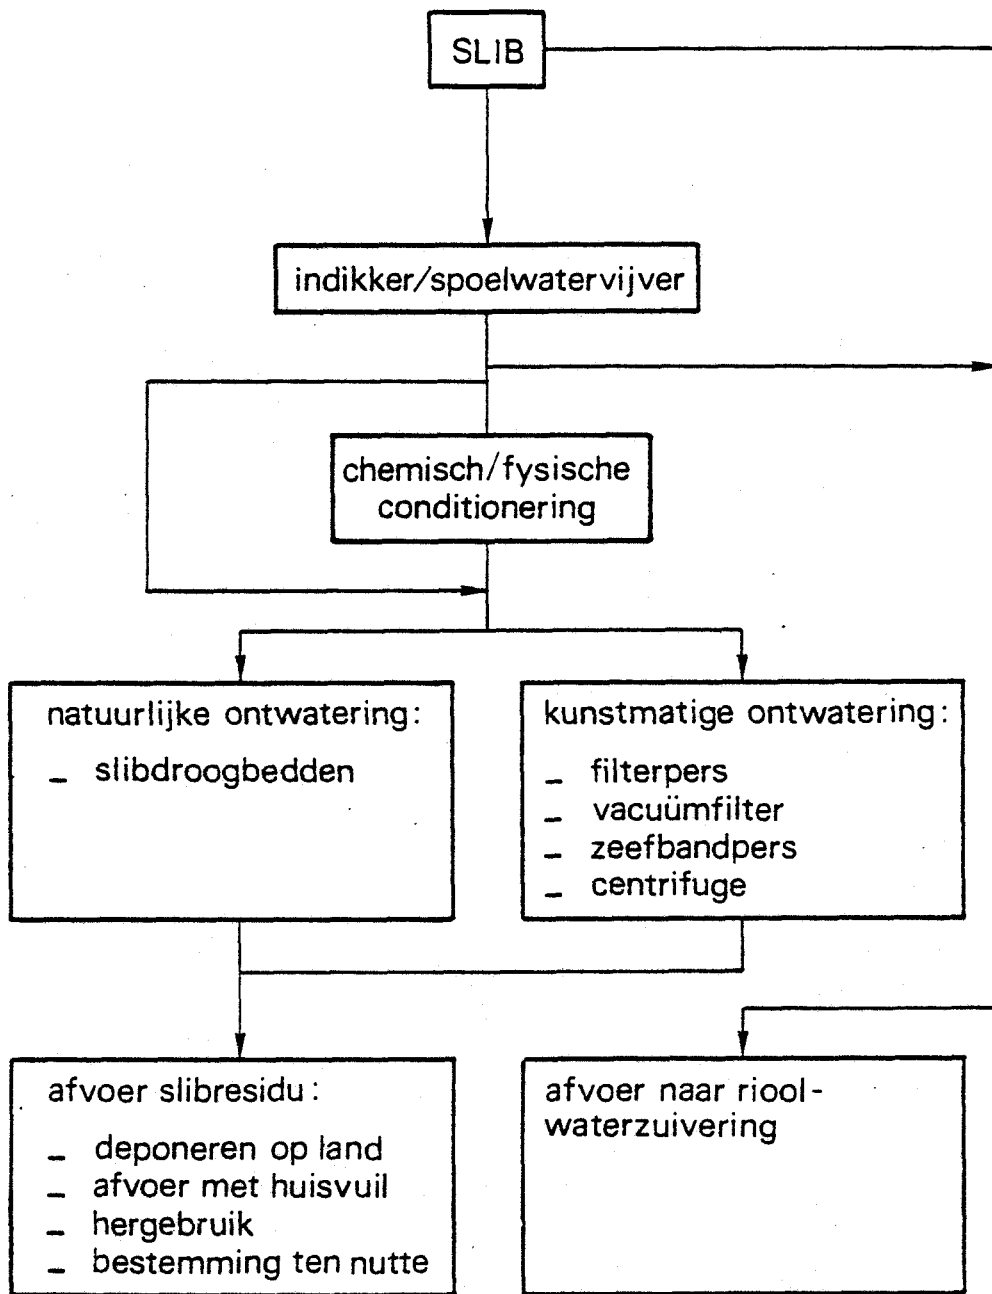 SLIB
indikker/spoelwatervijver
chemisch/fysische
conditionering
natuurlijke ontwatering:
– slibdroogbedden
kunstmatige ontwatering:
– filterpers
– vacuümfilter
– zeefbandpers
– centrifuge
afvoer slibresidu:
– deponeren op land
– afvoer met huisvuil
– hergebruik
– bestemming ten nutte
afvoer naar riool-
waterzuivering